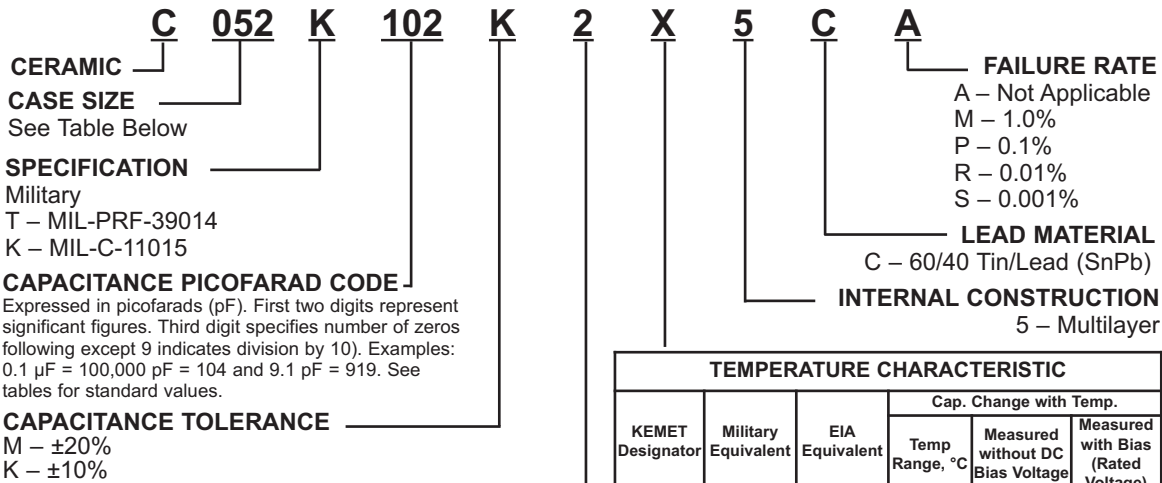 C 052 K 102 K 2 X 5 C A
CERAMIC
CASE SIZE
See Table Below
SPECIFICATION
Military
T – MIL-PRF-39014
K – MIL-C-11015
CAPACITANCE PICOFARAD CODE
Expressed in picofarads (pF). First two digits represent
significant figures. Third digit specifies number of zeros
following except 9 indicates division by 10). Examples:
0.1 µF = 100,000 pF = 104 and 9.1 pF = 919. See
tables for standard values.
CAPACITANCE TOLERANCE
M – ±20%
K – ±10%
FAILURE RATE
A – Not Applicable
M – 1.0%
P – 0.1%
R – 0.01%
S – 0.001%
LEAD MATERIAL
C – 60/40 Tin/Lead (SnPb)
INTERNAL CONSTRUCTION
5 – Multilayer
TEMPERATURE CHARACTERISTIC
Cap. Change with Temp.
KEMET
Designator
Military
Equivalent
EIA
Equivalent
Temp
Range, °C
Measured
without DC
Bias Voltage
Measured
with Bias
(Rated
Voltage)